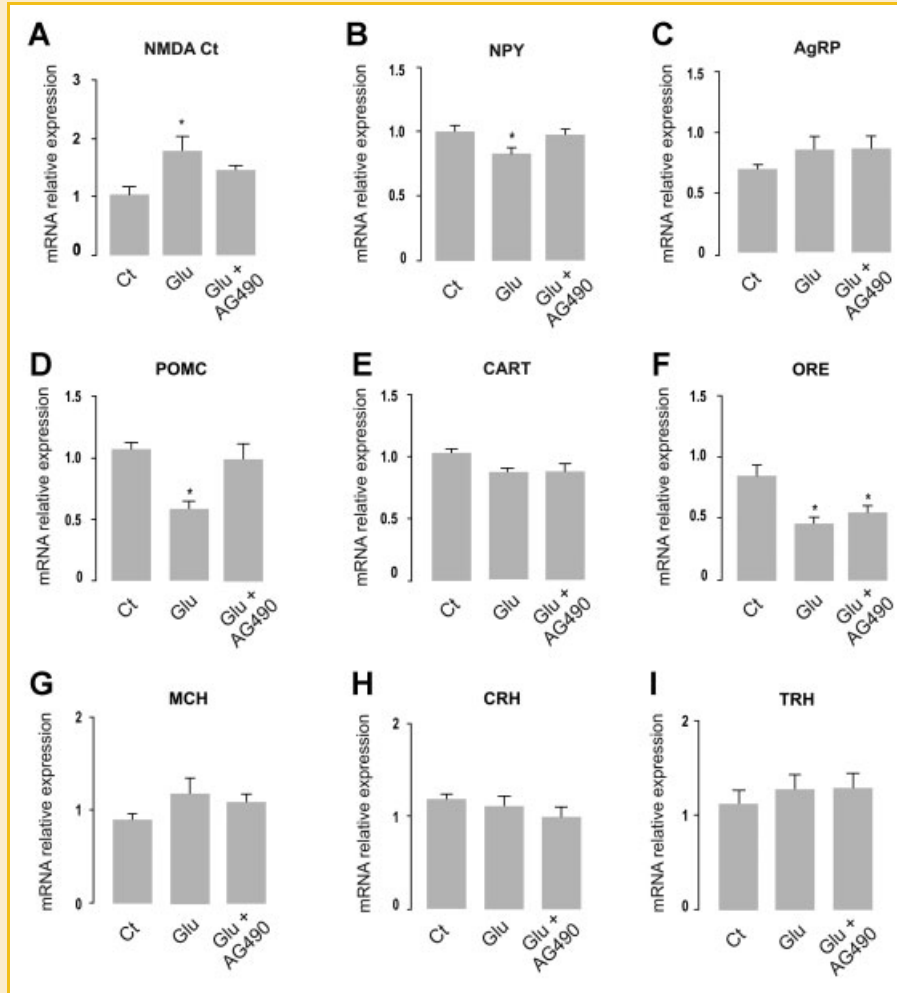 A
NMDA Ct
mRNA relative expression
3
2
1
0
*
Ct
Glu
Glu +
AG490
B
NPY
mRNA relative expression
1.5
1.0
0.5
0
*
Ct
Glu
Glu +
AG490
C
AgRP
mRNA relative expression
1.5
1.0
0.5
0
Ct
Glu
Glu +
AG490
D
POMC
mRNA relative expression
1.5
1.0
0.5
0
*
Ct
Glu
Glu +
AG490
E
CART
mRNA relative expression
1.5
1.0
0.5
0
Ct
Glu
Glu +
AG490
F
ORE
mRNA relative expression
1.5
1.0
0.5
0
*
*
Ct
Glu
Glu +
AG490
G
MCH
mRNA relative expression
2
1
0
Ct
Glu
Glu +
AG490
H
CRH
mRNA relative expression
2
1
0
Ct
Glu
Glu +
AG490
I
TRH
mRNA relative expression
2
1
0
Ct
Glu
Glu +
AG490